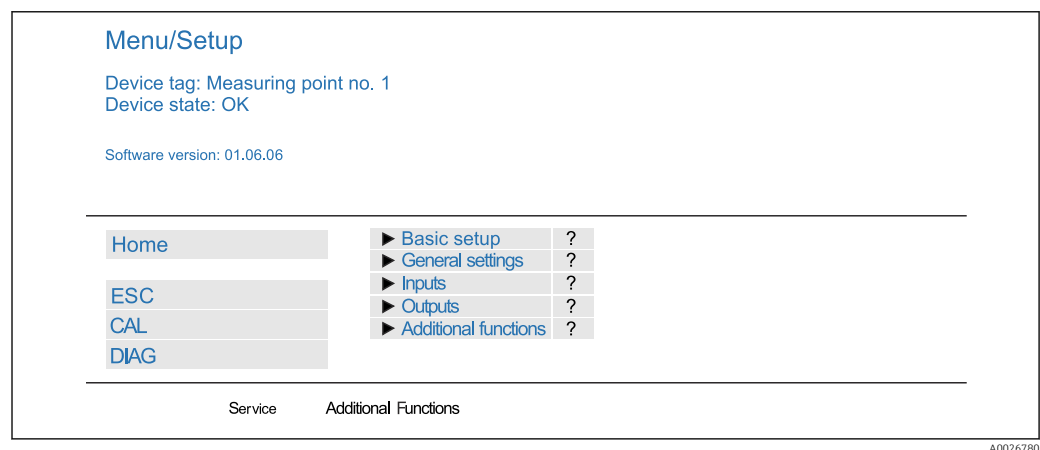 Menu/Setup
Device tag: Measuring point no. 1
Device state: OK
Software version: 01.06.06
Home
ESC
CAL
DIAG
Basic setup ?
General settings ?
Inputs ?
Outputs ?
Additional functions ?
Service Additional Functions
A0026780